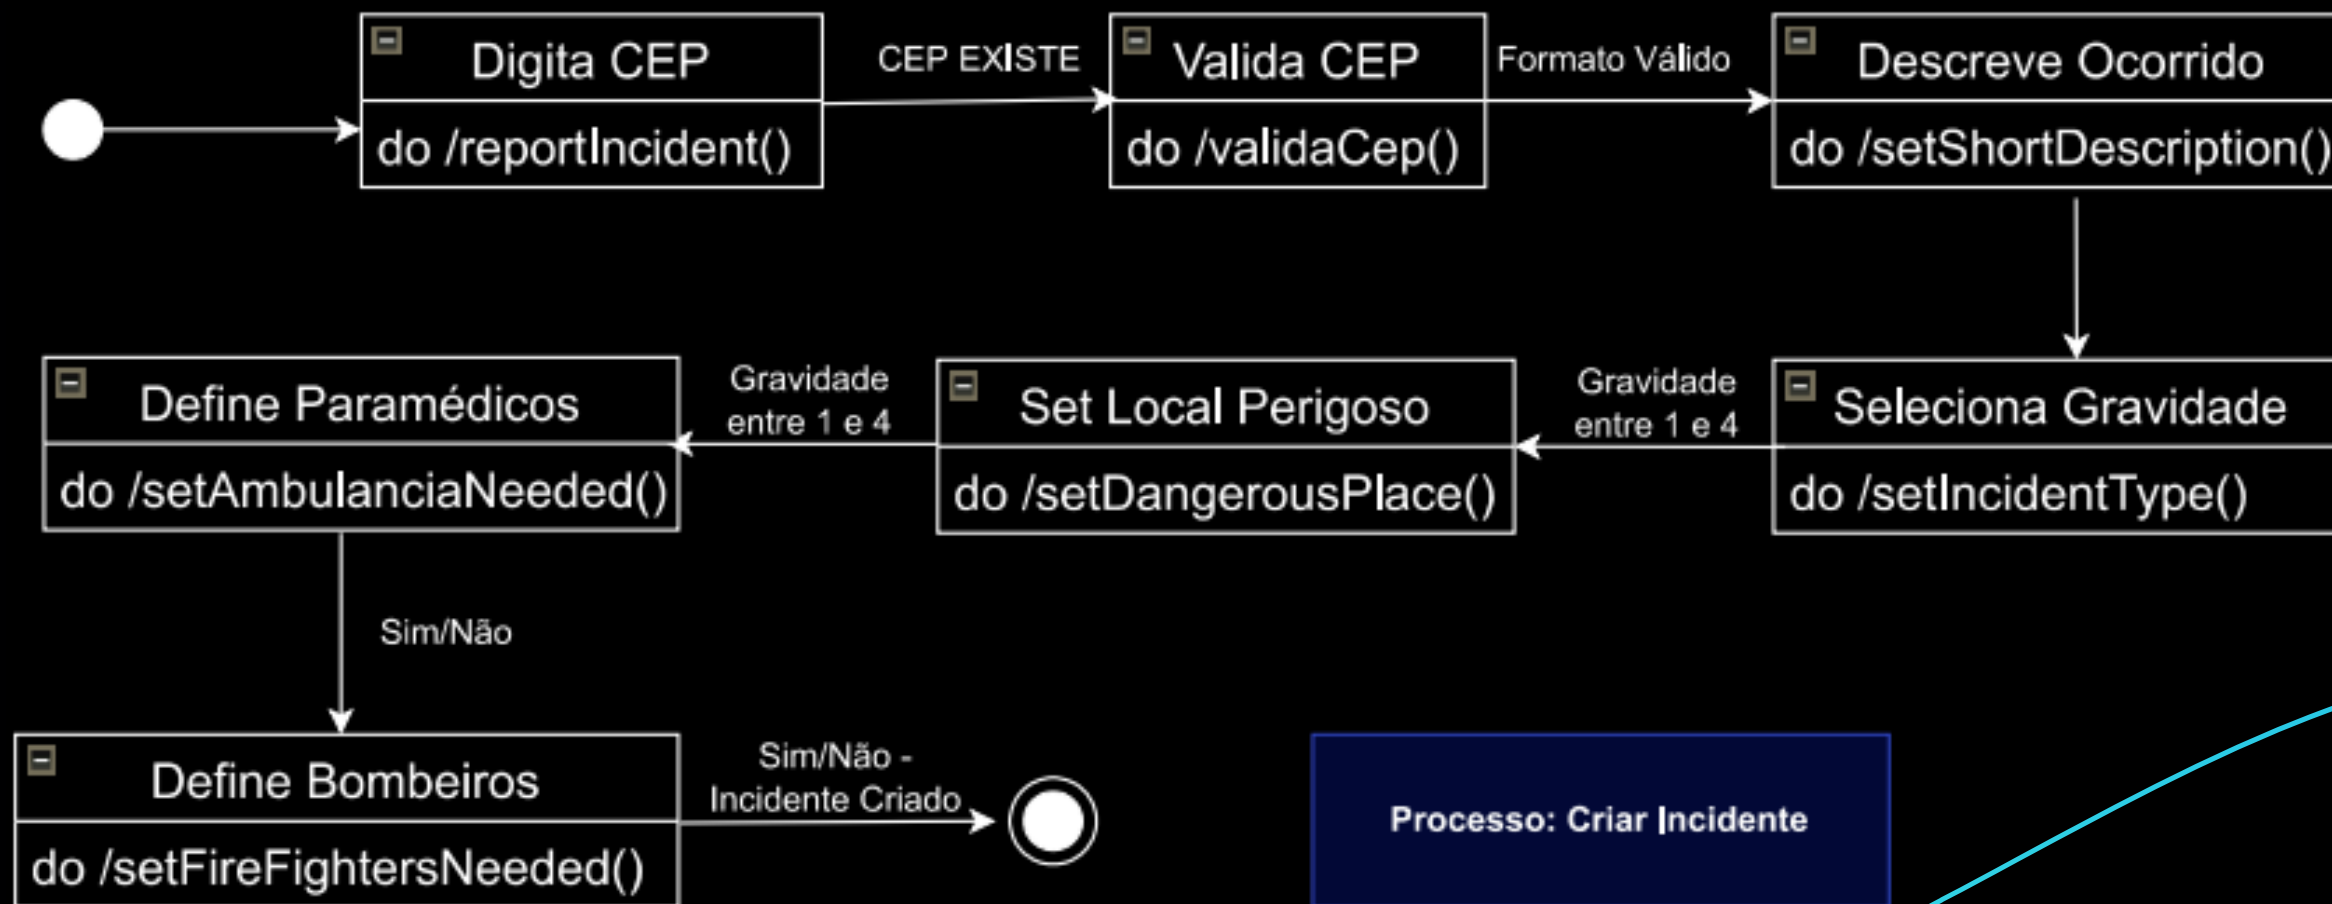 Digita CEP
do /reportIncident()
CEP EXISTE
Valida CEP
do /validaCep()
Formato Válido
Descreve Ocorrido
do /setShortDescription()
Seleciona Gravidade
do /setIncidentType()
Gravidade
entre 1 e 4
Set Local Perigoso
do /setDangerousPlace()
Gravidade
entre 1 e 4
Define Paramédicos
do /setAmbulanciaNeeded()
Sim/Não
Define Bombeiros
do /setFireFightersNeeded()
Sim/Não -
Incidente Criado
Processo: Criar Incidente